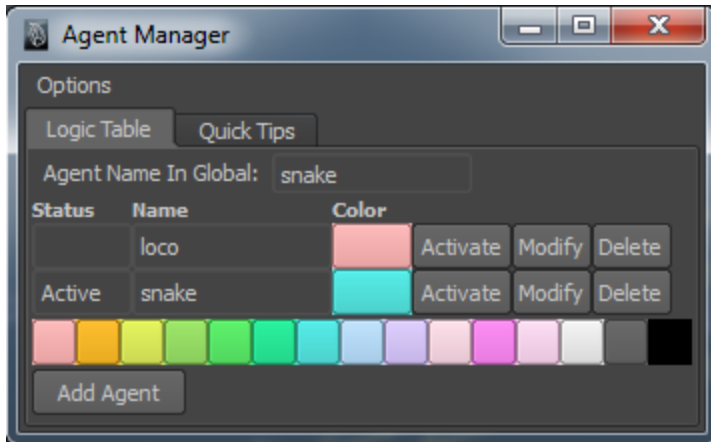 Agent Manager
Options
Logic Table Quick Tips
Agent Name In Global: snake
Status Name Color
loco Activate Modify Delete
Active snake Activate Modify Delete
Add Agent